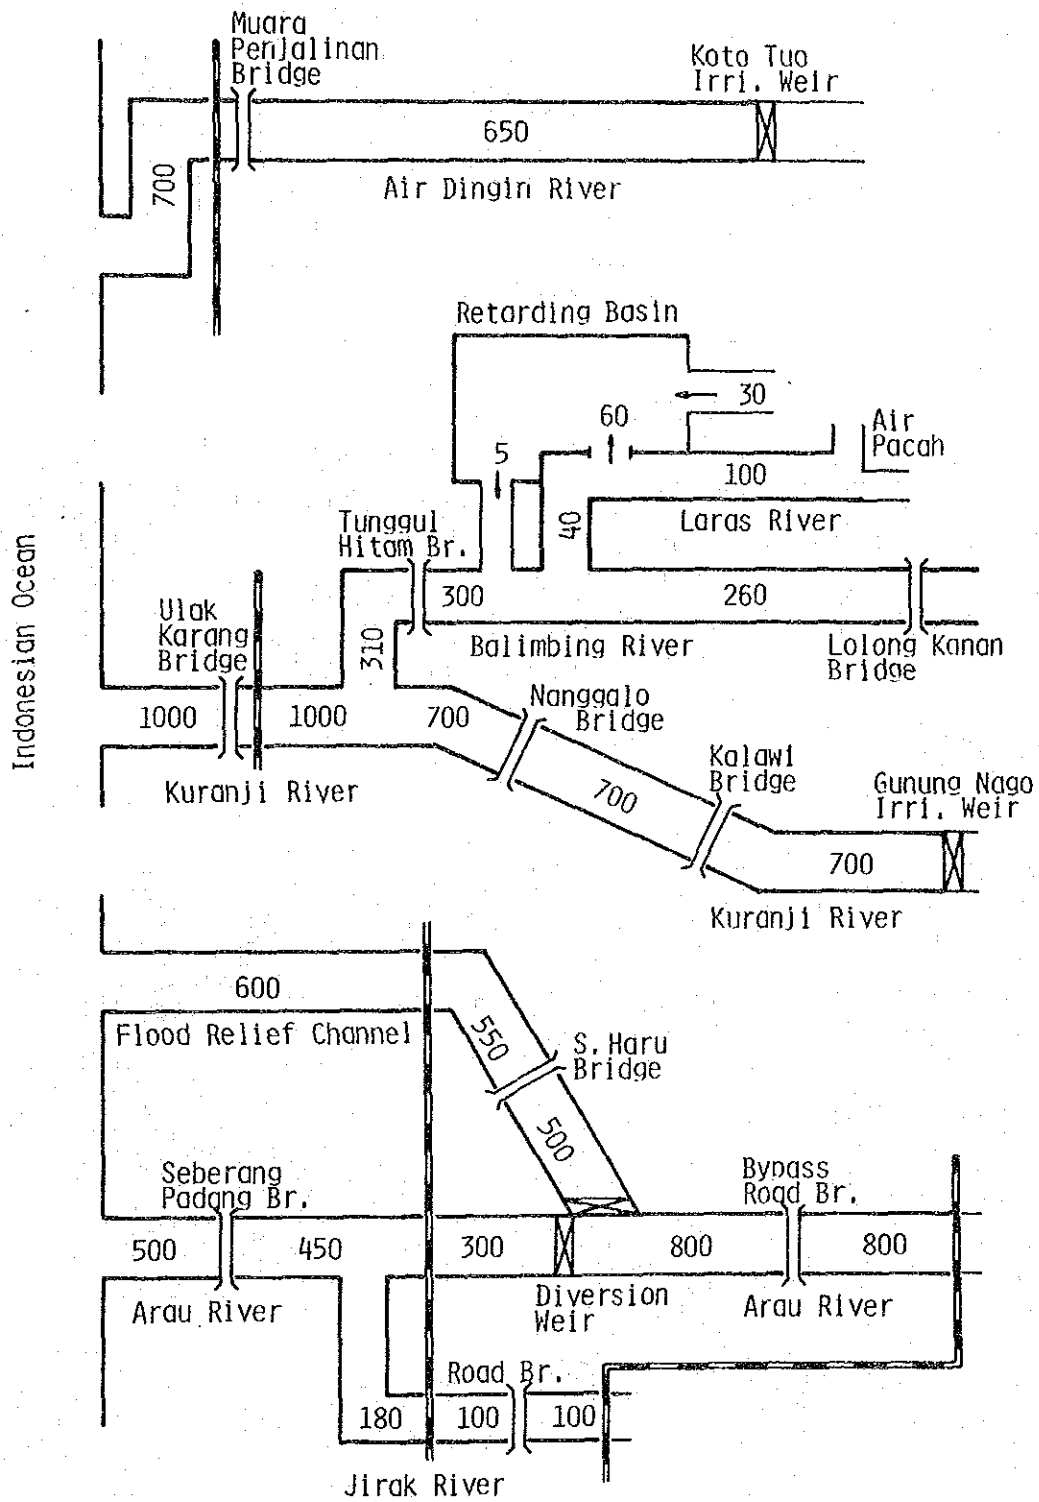 Muara
Penjalinan
Bridge
Koto Tuo
Irri. Weir
650
700
Air Dingin River
Retarding Basin
30
60
Air
Pacah
5
100
Tunggul
Hitam Br.
40
Laras River
Indonesian Ocean
Ulak
Karang
Bridge
300
260
310
Balimbing River
Lolong Kanan
Bridge
1000
1000
700
Nanggalo
Bridge
Kuranji River
700
Kalawi
Bridge
Gunung Nago
Irri. Weir
700
Kuranji River
600
Flood Relief Channel
550
S. Haru
Bridge
500
Seberang
Padang Br.
Bypass
Road Br.
500
450
300
800
800
Arau River
Diversion
Weir
Arau River
Road Br.
180
100
100
Jirak River